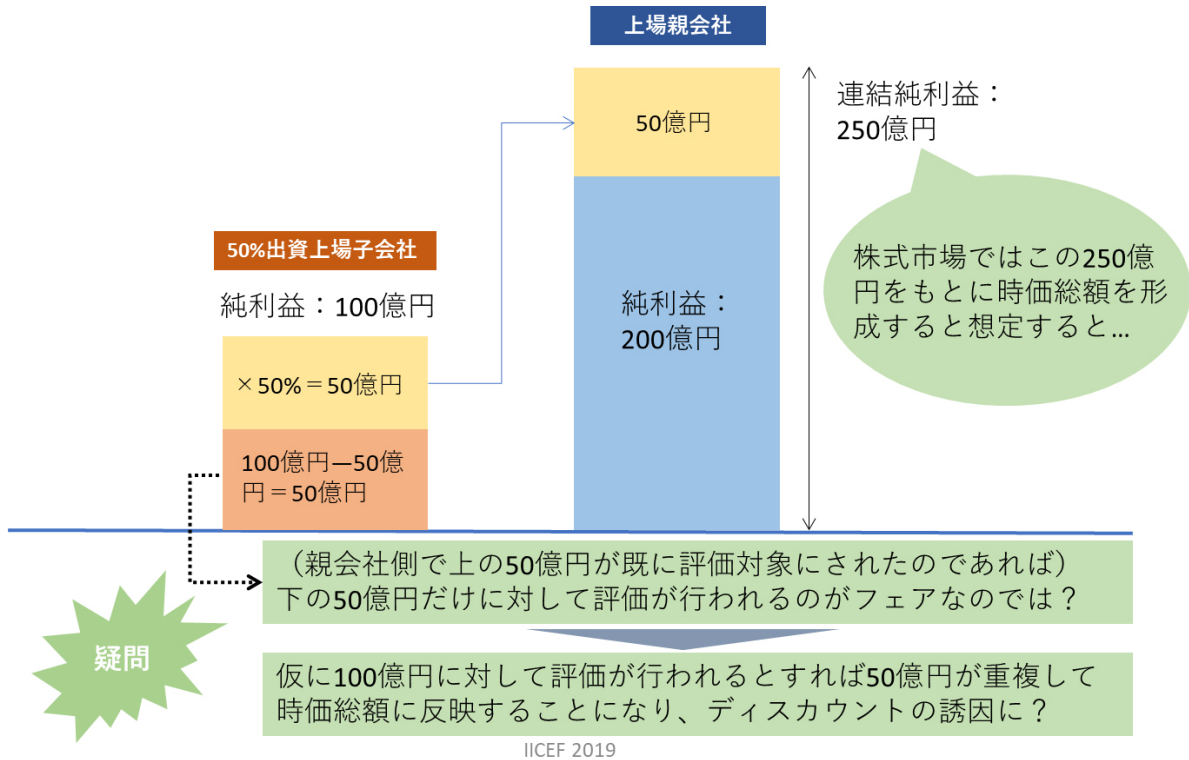 上場親会社
50億円
連結純利益：
250億円
株式市場ではこの250億
円をもとに時価総額を形
成すると想定すると…
純利益：
200億円
50%出資上場子会社
純利益：100億円
×50%＝50億円
100億円―50億
円＝50億円
（親会社側で上の50億円が既に評価対象にされたのであれば）
下の50億円だけに対して評価が行われるのがフェアなのでは？
疑問
仮に100億円に対して評価が行われるとすれば50億円が重複して
時価総額に反映することになり、ディスカウントの誘因に？
IICEF 2019